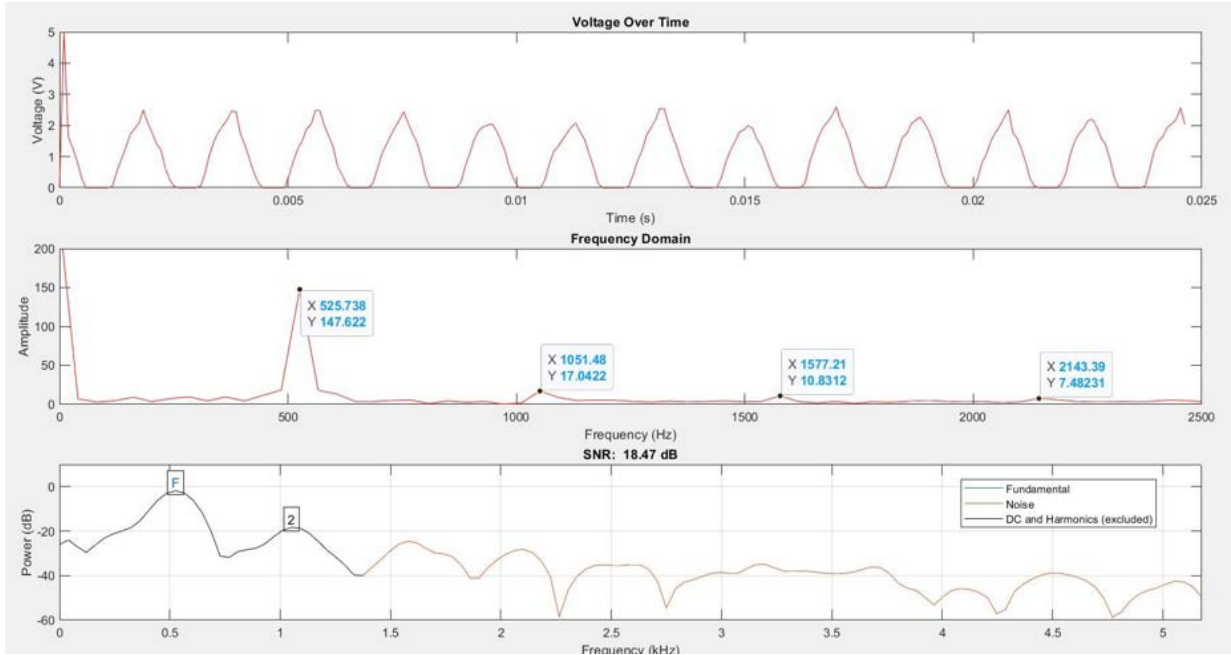 Voltage Over Time
5
4
3
2
1
0
Voltage (V)
0 0.005 0.01 0.015 0.02 0.025
Time (s)
Frequency Domain
200
150
100
50
0
Amplitude
X 525.738
Y 147.622
X 1051.48
Y 17.0422
X 1577.21
Y 10.8312
X 2143.39
Y 7.48231
0 500 1000 1500 2000 2500
Frequency (Hz)
SNR: 18.47 dB
0
-20
-40
-60
Power (dB)
F
2
Fundamental
Noise
DC and Harmonics (excluded)
0 0.5 1 1.5 2 2.5 3 3.5 4 4.5 5
Frequency (kHz)